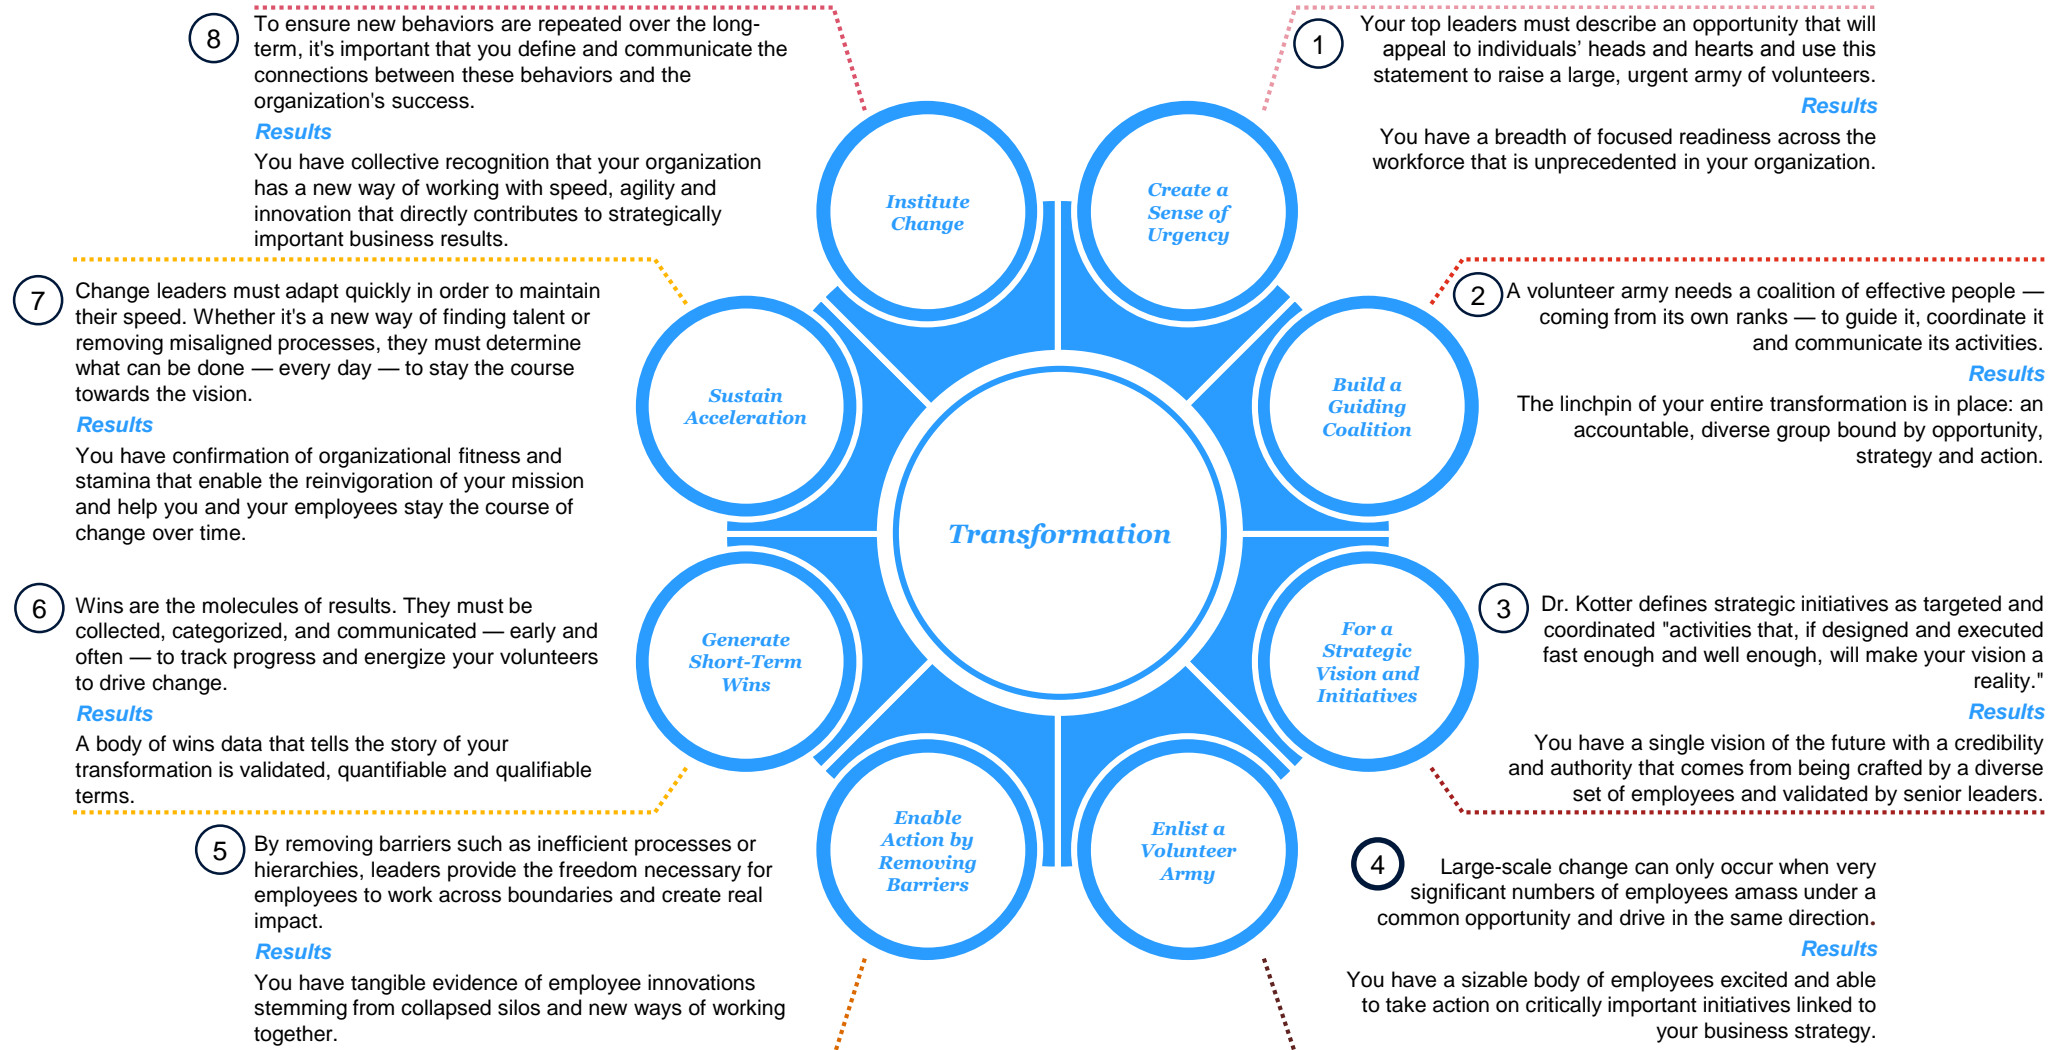 8
To ensure new behaviors are repeated over the long-
term, it's important that you define and communicate the
connections between these behaviors and the
organization's success.
Results
You have collective recognition that your organization
has a new way of working with speed, agility and
innovation that directly contributes to strategically
important business results.
1
Your top leaders must describe an opportunity that will
appeal to individuals’ heads and hearts and use this
statement to raise a large, urgent army of volunteers.
Results
You have a breadth of focused readiness across the
workforce that is unprecedented in your organization.
Institute
Change
Create a
Sense of
Urgency
7
Change leaders must adapt quickly in order to maintain
their speed. Whether it's a new way of finding talent or
removing misaligned processes, they must determine
what can be done — every day — to stay the course
towards the vision.
Results
You have confirmation of organizational fitness and
stamina that enable the reinvigoration of your mission
and help you and your employees stay the course of
change over time.
Sustain
Acceleration
Build a
Guiding
Coalition
2
A volunteer army needs a coalition of effective people —
coming from its own ranks — to guide it, coordinate it
and communicate its activities.
Results
The linchpin of your entire transformation is in place: an
accountable, diverse group bound by opportunity,
strategy and action.
Transformation
6
Wins are the molecules of results. They must be
collected, categorized, and communicated — early and
often — to track progress and energize your volunteers
to drive change.
Results
A body of wins data that tells the story of your
transformation is validated, quantifiable and qualifiable
terms.
Generate
Short-Term
Wins
For a
Strategic
Vision and
Initiatives
3
Dr. Kotter defines strategic initiatives as targeted and
coordinated "activities that, if designed and executed
fast enough and well enough, will make your vision a
reality."
Results
You have a single vision of the future with a credibility
and authority that comes from being crafted by a diverse
set of employees and validated by senior leaders.
5
By removing barriers such as inefficient processes or
hierarchies, leaders provide the freedom necessary for
employees to work across boundaries and create real
impact.
Results
You have tangible evidence of employee innovations
stemming from collapsed silos and new ways of working
together.
Enable
Action by
Removing
Barriers
Enlist a
Volunteer
Army
4
Large-scale change can only occur when very
significant numbers of employees amass under a
common opportunity and drive in the same direction.
Results
You have a sizable body of employees excited and able
to take action on critically important initiatives linked to
your business strategy.